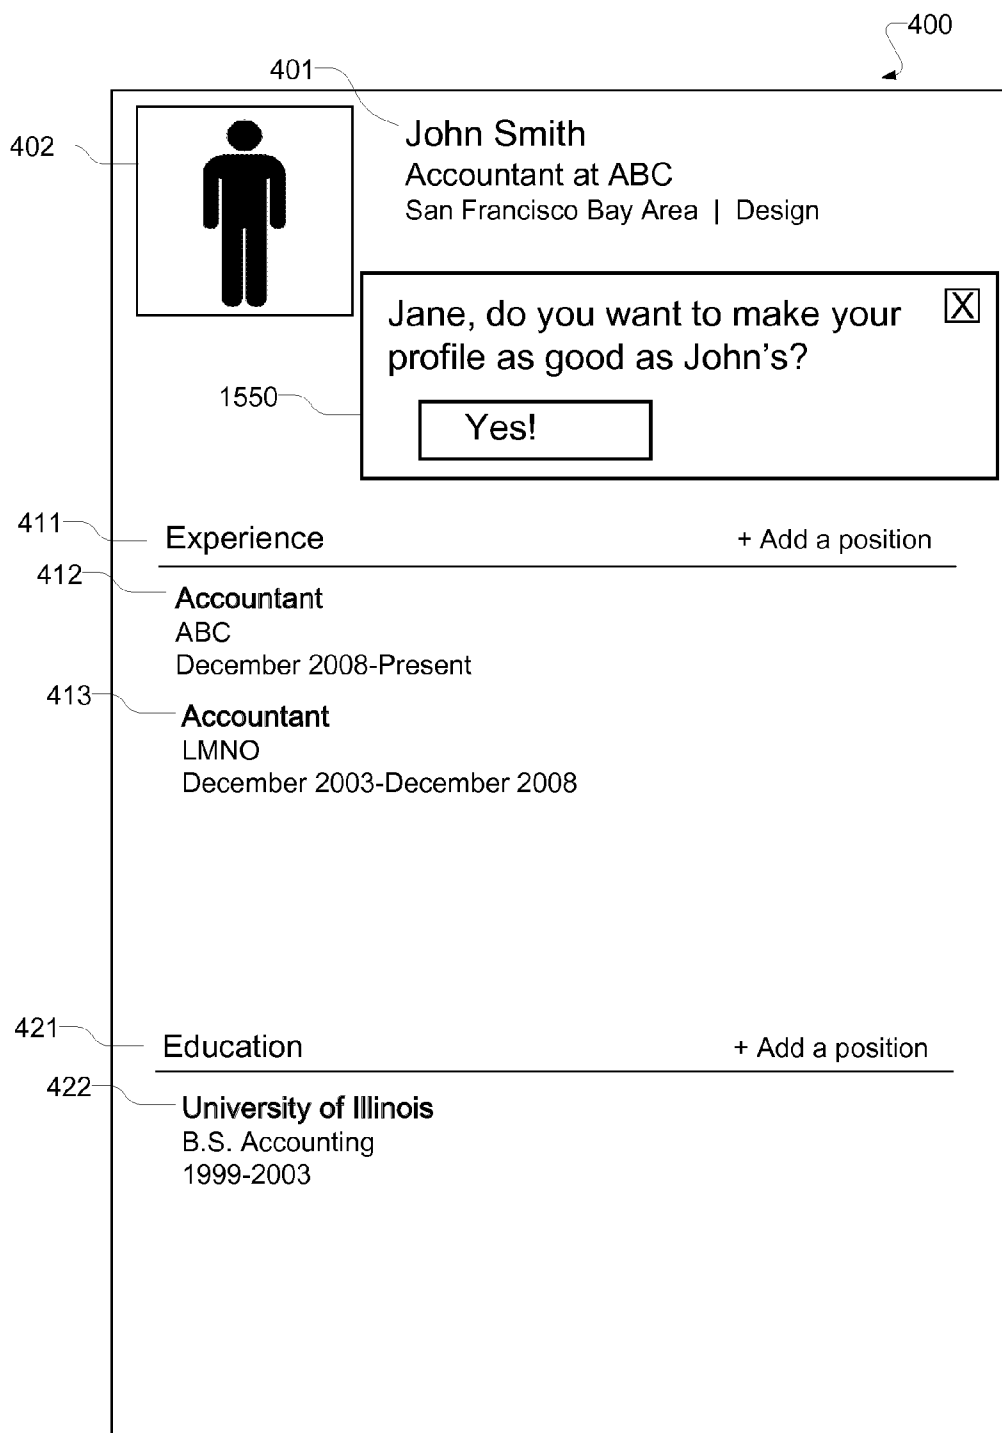 400
401
John Smith
402
Accountant at ABC
San Francisco Bay Area | Design
Jane, do you want to make your
profile as good as John's?
X
1550
Yes!
411
Experience
+ Add a position
412
Accountant
ABC
December 2008-Present
413
Accountant
LMNO
December 2003-December 2008
421
Education
+ Add a position
422
University of Illinois
B.S. Accounting
1999-2003